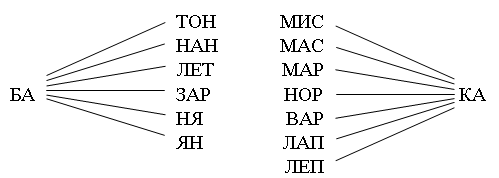 ТОН МИС
НАН МАС
ЛЕТ МАР
БА ЗАР НОР КА
НЯ ВАР
ЯН ЛАП
ЛЕП